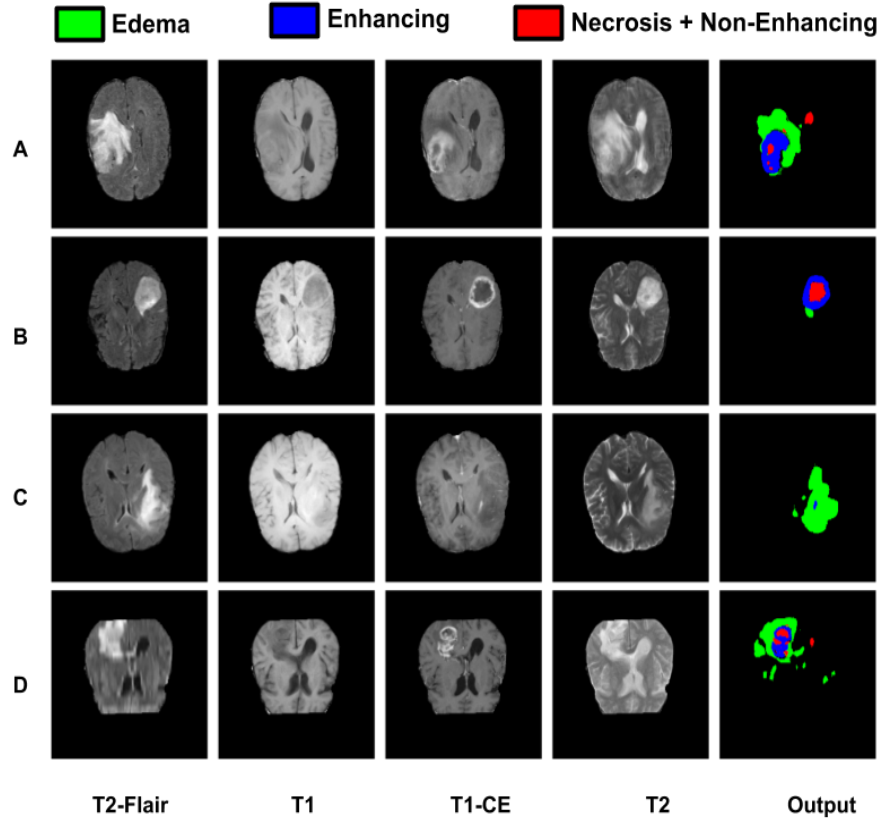 Edema Enhancing Necrosis + Non-Enhancing
A
B
C
D
T2-Flair T1 T1-CE T2 Output